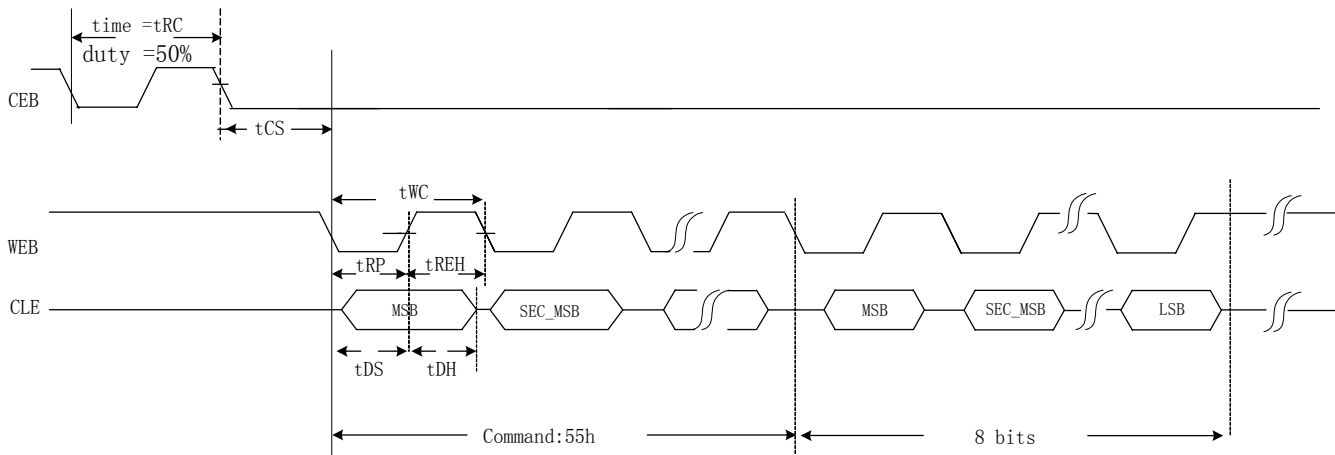 time =tRC
duty =50%
CEB
tCS
tWC
WEB
tRP tREH
CLE
MSB SEC_MSB MSB SEC_MSB LSB
tDS tDH
Command:55h 8 bits